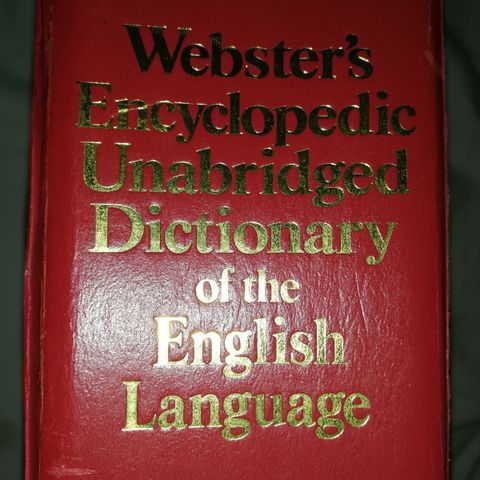 Webster's
Encyclopedic
Unabridged
Dictionary
of the
English
Language